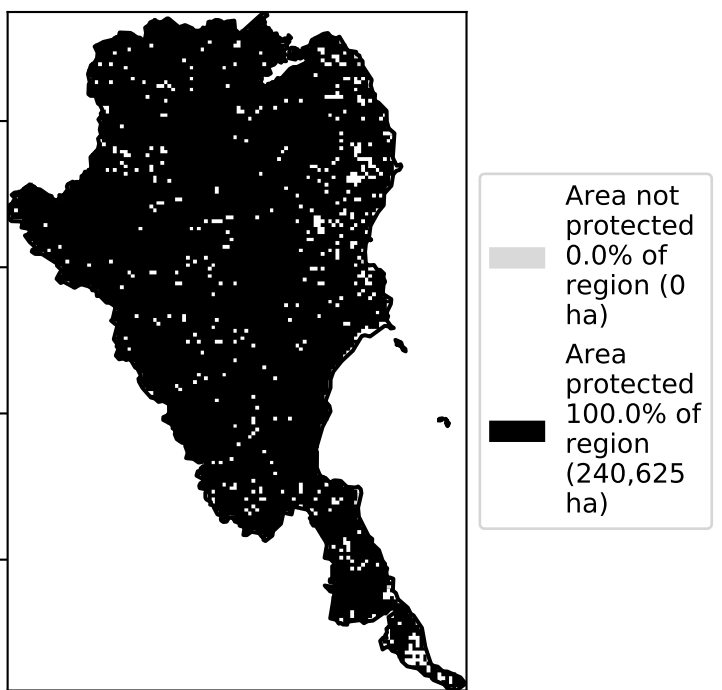 Area not
protected
0.0% of
region (0
ha)
Area
protected
100.0% of
region
(240,625
ha)